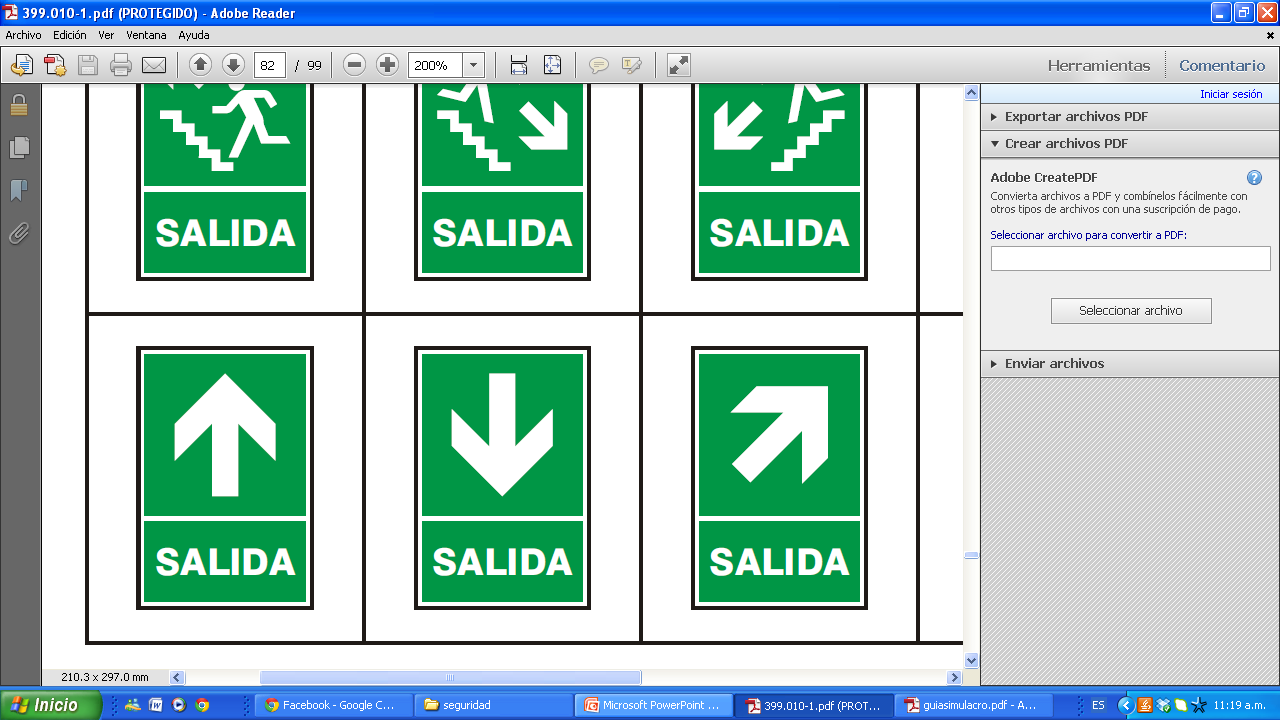 399.010-1.pdf (PROTEGIDO) - Adobe Reader
Archivo Edición Ver Ventana Ayuda
82 / 99 200% Herramientas Comentario
Iniciar sesión
Exportar archivos PDF
Crear archivos PDF
Adobe CreatePDF
Convierta archivos a PDF y combínelos fácilmente con
otros tipos de archivos con una suscripción de pago.
Seleccionar archivo para convertir a PDF:
Seleccionar archivo
Enviar archivos
SALIDA SALIDA SALIDA
SALIDA SALIDA SALIDA
210.3 x 297.0 mm
Inicio Facebook - Google C... seguridad Microsoft PowerPoint ... 399.010-1.pdf (PROT... guiasimulacro.pdf - A... ES 11:19 a.m.